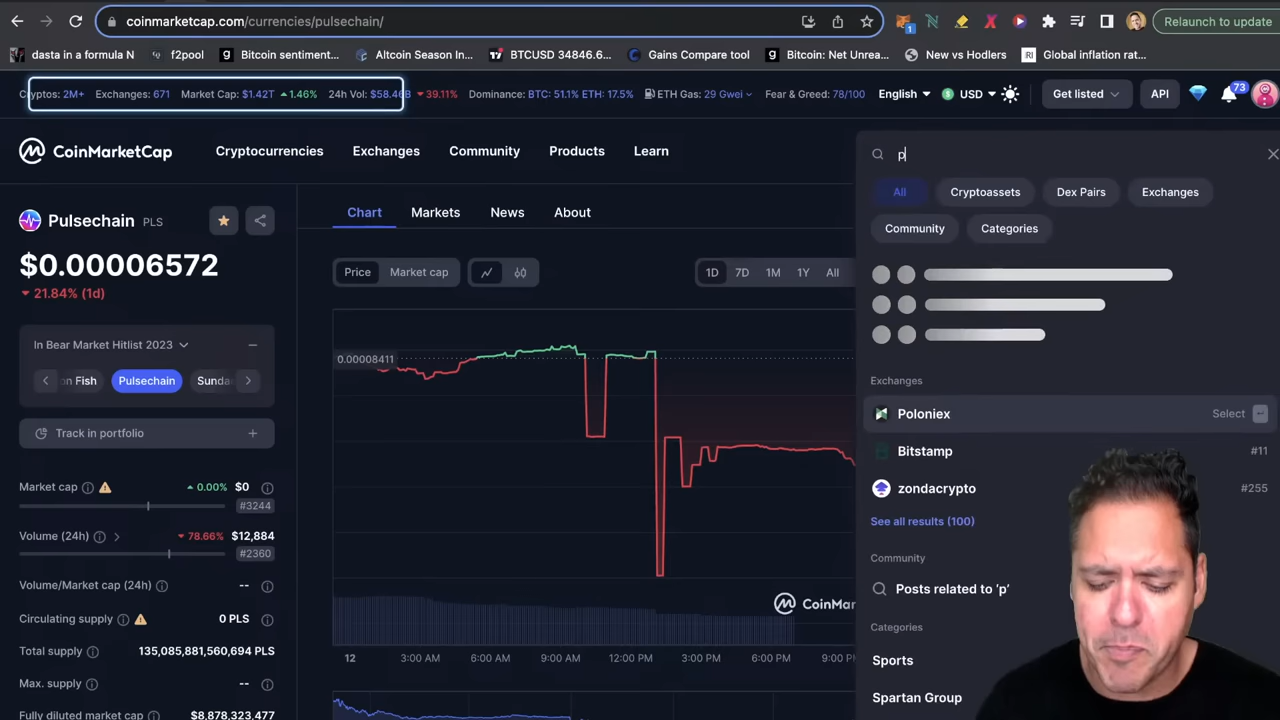 coinmarketcap.com/currencies/pulsechain/
1
Relaunch to update
dasta in a formula N
f2pool
Bitcoin sentiment...
Altcoin Season In...
BTCUSD 34846.6...
Gains Compare tool
Bitcoin: Net Unrea...
New vs Hodlers
RI Global inflation rat...
Cryptos: 2M+ Exchanges: 671 Market Cap: $1.42T 1.46% 24h Vol: $58.46B 39.11% Dominance: BTC: 51.1% ETH: 17.5% ETH Gas: 29 Gwei Fear & Greed: 78/100
English
USD
Get listed
API
73
CoinMarketCap
Cryptocurrencies
Exchanges
Community
Products
Learn
p
All
Cryptoassets
Dex Pairs
Exchanges
Community
Categories
Pulsechain PLS
$0.00006572
21.84% (1d)
In Bear Market Hitlist 2023
on Fish
Pulsechain
Sunda
Track in portfolio
Market cap 0.00% $0
#3244
Volume (24h) 78.66% $12,884
#2360
Volume/Market cap (24h) --
Circulating supply 0 PLS
Total supply 135,085,881,560,694 PLS
Max. supply --
Fully diluted market cap $8,878,323,477
Chart
Markets
News
About
Price
Market cap
1D
7D
1M
1Y
All
0.00008411
CoinMar
12
3:00 AM
6:00 AM
9:00 AM
12:00 PM
3:00 PM
6:00 PM
9:00 P
Exchanges
Poloniex Select
Bitstamp #11
zondacrypto #255
See all results (100)
Community
Posts related to 'p'
Categories
Sports
Spartan Group